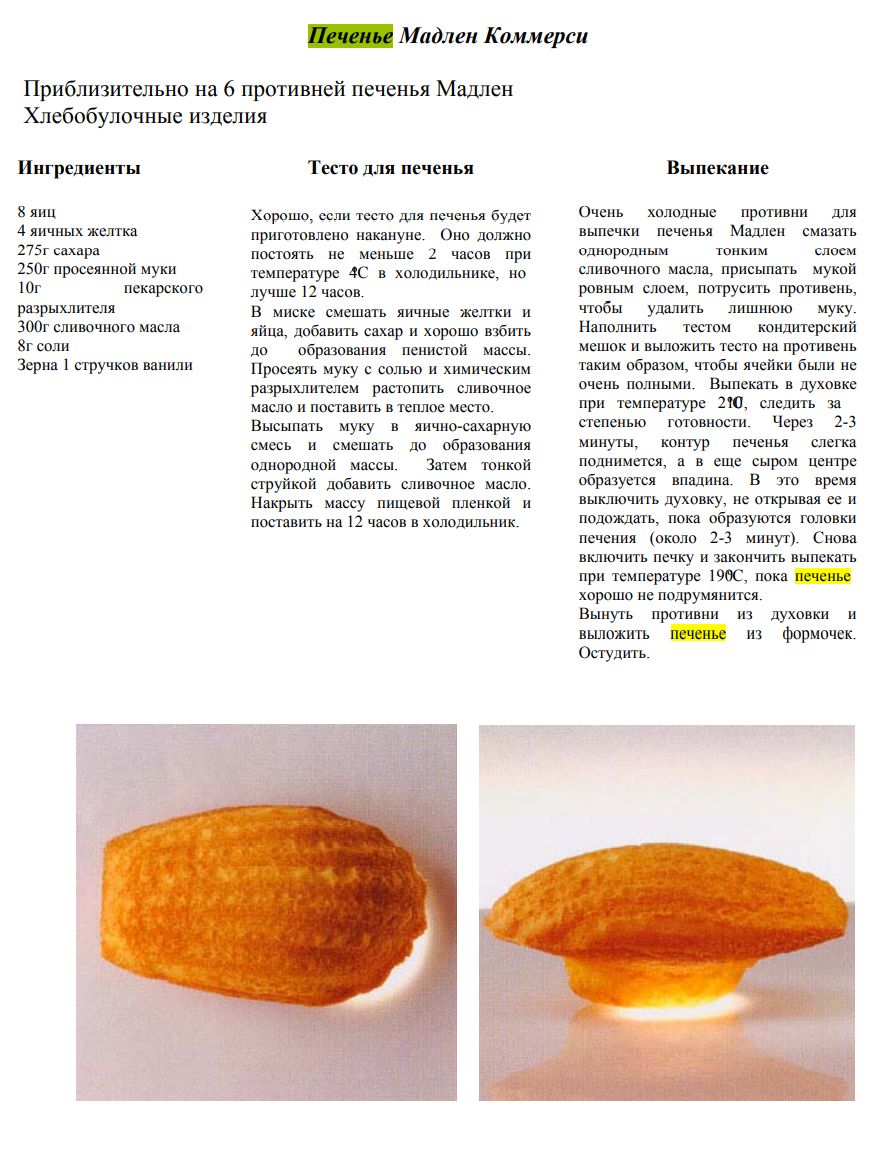 Печенье Мадлен Коммерси
Приблизительно на 6 противней печенья Мадлен
Хлебобулочные изделия
Ингредиенты
8 яиц
4 яичных желтка
275г сахара
250г просеянной муки
10г пекарского
разрыхлителя
300г сливочного масла
8г соли
Зерна 1 стручков ванили
Тесто для печенья
Хорошо, если тесто для печенья будет
приготовлено накануне. Оно должно
постоять не меньше 2 часов при
температуре 4ºC в холодильнике, но
лучше 12 часов.
В миске смешать яичные желтки и
яйца, добавить сахар и хорошо взбить
до образования пенистой массы.
Просеять муку с солью и химическим
разрыхлителем растопить сливочное
масло и поставить в теплое место.
Высыпать муку в яично-сахарную
смесь и смешать до образования
однородной массы. Затем тонкой
струйкой добавить сливочное масло.
Накрыть массу пищевой пленкой и
поставить на 12 часов в холодильник.
Выпекание
Очень холодные противни для
выпечки печенья Мадлен смазать
однородным тонким слоем
сливочного масла, присыпать мукой
ровным слоем, потрусить противень,
чтобы удалить лишнюю муку.
Наполнить тестом кондитерский
мешок и выложить тесто на противень
таким образом, чтобы ячейки были не
очень полными. Выпекать в духовке
при температуре 210ºC, следить за
степенью готовности. Через 2-3
минуты, контур печенья слегка
поднимется, а в еще сыром центре
образуется впадина. В это время
выключить духовку, не открывая ее и
подождать, пока образуются головки
печения (около 2-3 минут). Снова
включить печку и закончить выпекать
при температуре 190ºC, пока печенье
хорошо не подрумянится.
Вынуть противни из духовки и
выложить печенье из формочек.
Остудить.